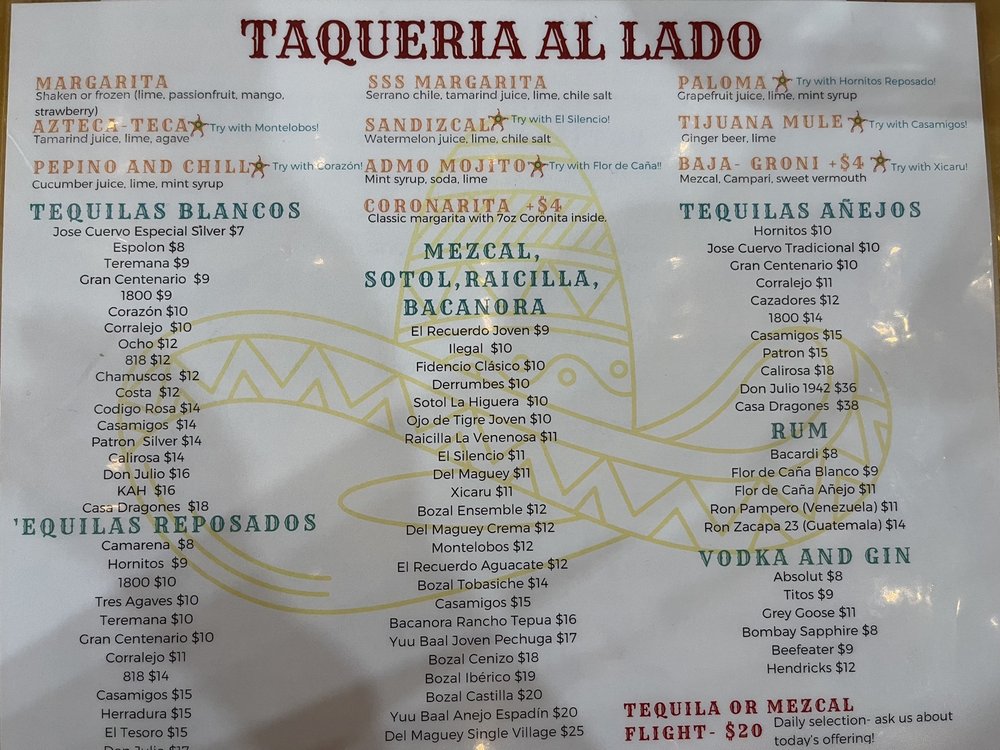 TAQUERIA AL LADO
MARGARITA
Shaken or frozen (lime, passionfruit, mango,
strawberry)
AZTECA-TECA Try with Montelobos!
Tamarind juice, lime, agave
PEPINO AND CHILL Try with Corazón!
Cucumber juice, lime, mint syrup
SSS MARGARITA
Serrano chile, tamarind juice, lime, chile salt
SANDIZCAL Try with El Silencio!
Watermelon juice, lime, chile salt
ADMO MOJITO Try with Flor de Caña!!
Mint syrup, soda, lime
CORONARITA +$4
Classic margarita with 7oz Coronita inside.
PALOMA Try with Hornitos Reposado!
Grapefruit juice, lime, mint syrup
TIJUANA MULE Try with Casamigos!
Ginger beer, lime
BAJA- GRONI +$4 Try with Xicaru!
Mezcal, Campari, sweet vermouth
TEQUILAS BLANCOS
Jose Cuervo Especial Silver $7
Espolon $8
Teremana $9
Gran Centenario $9
1800 $9
Corazón $10
Corralejo $10
Ocho $12
818 $12
Chamuscos $12
Costa $12
Codigo Rosa $14
Casamigos $14
Patron Silver $14
Calirosa $14
Don Julio $16
KAH $16
Casa Dragones $18
'EQUILAS REPOSADOS
Camarena $8
Hornitos $9
1800 $10
Tres Agaves $10
Teremana $10
Gran Centenario $10
Corralejo $11
818 $14
Casamigos $15
Herradura $15
El Tesoro $15
Don Julio $17
MEZCAL,
SOTOL,RAICILLA,
BACANORA
El Recuerdo Joven $9
Ilegal $10
Fidencio Clásico $10
Derrumbes $10
Sotol La Higuera $10
Ojo de Tigre Joven $10
Raicilla La Venenosa $11
El Silencio $11
Del Maguey $11
Xicaru $11
Bozal Ensemble $12
Del Maguey Crema $12
Montelobos $12
El Recuerdo Aguacate $12
Bozal Tobasiche $14
Casamigos $15
Bacanora Rancho Tepua $16
Yuu Baal Joven Pechuga $17
Bozal Cenizo $18
Bozal Ibérico $19
Bozal Castilla $20
Yuu Baal Anejo Espadín $20
Del Maguey Single Village $25
TEQUILAS AÑEJOS
Hornitos $10
Jose Cuervo Tradicional $10
Gran Centenario $10
Corralejo $11
Cazadores $12
1800 $14
Casamigos $15
Patron $15
Calirosa $18
Don Julio 1942 $36
Casa Dragones $38
RUM
Bacardi $8
Flor de Caña Blanco $9
Flor de Caña Añejo $11
Ron Pampero (Venezuela) $11
Ron Zacapa 23 (Guatemala) $14
VODKA AND GIN
Absolut $8
Titos $9
Grey Goose $11
Bombay Sapphire $8
Beefeater $9
Hendricks $12
TEQUILA OR MEZCAL
FLIGHT- $20 Daily selection- ask us about
today's offering!